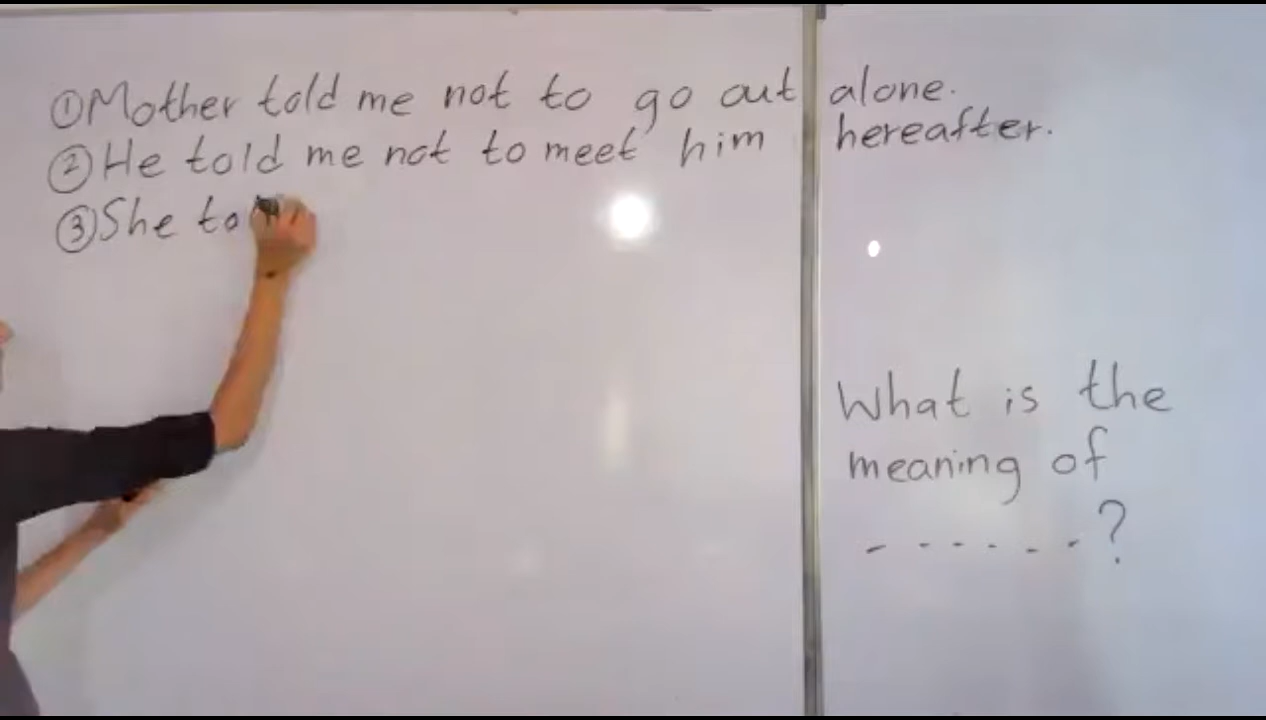 ①Mother told me not to go out alone.
②He told me not to meet him hereafter.
③She to
What is the
meaning of
- - - - - -?